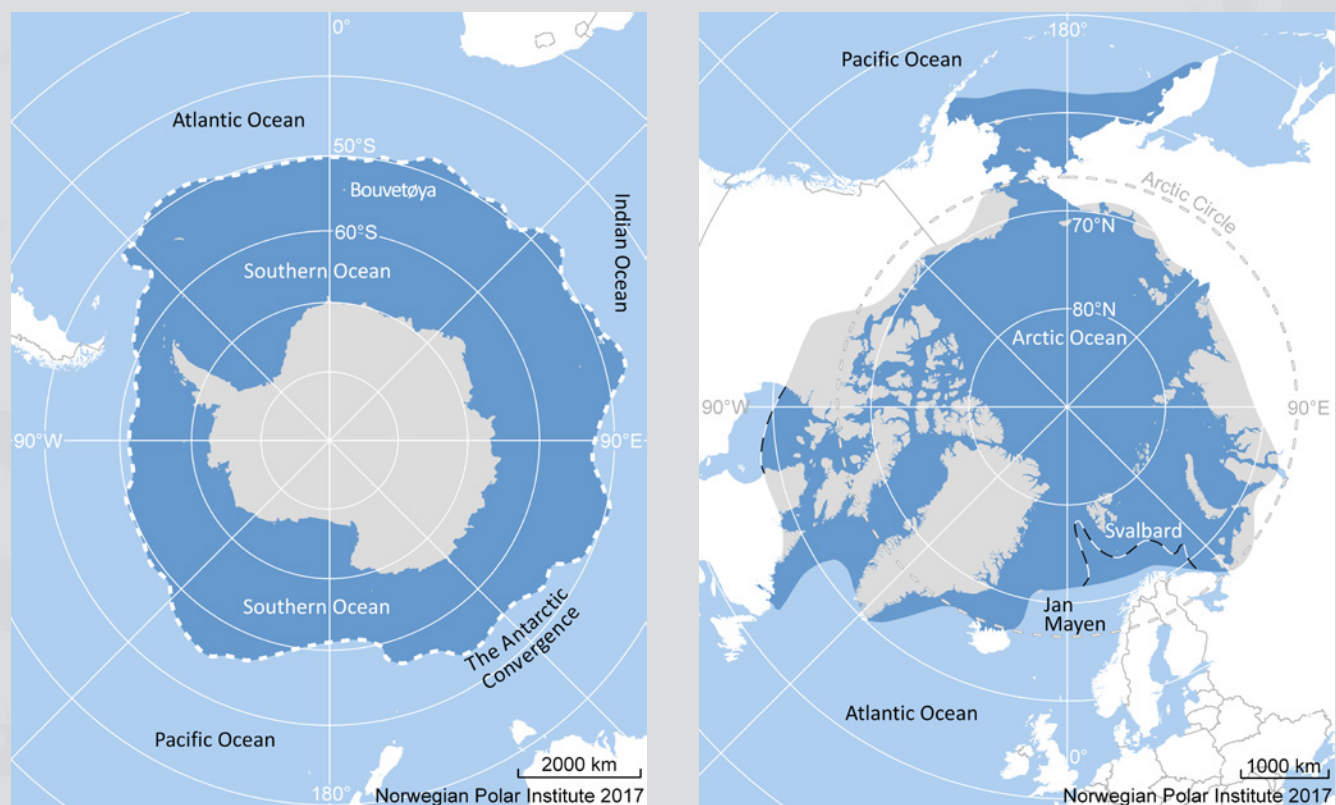 0°
Atlantic Ocean
50°S
Bouvetøya
Indian Ocean
60°S
Southern Ocean
90°W
90°E
Southern Ocean
The Antarctic
Convergence
Pacific Ocean
2000 km
180°
Norwegian Polar Institute 2017
180°
Pacific Ocean
Arctic Circle
70°N
80°N
Arctic Ocean
90°W
90°E
Svalbard
Jan
Mayen
Atlantic Ocean
0°
1000 km
Norwegian Polar Institute 2017